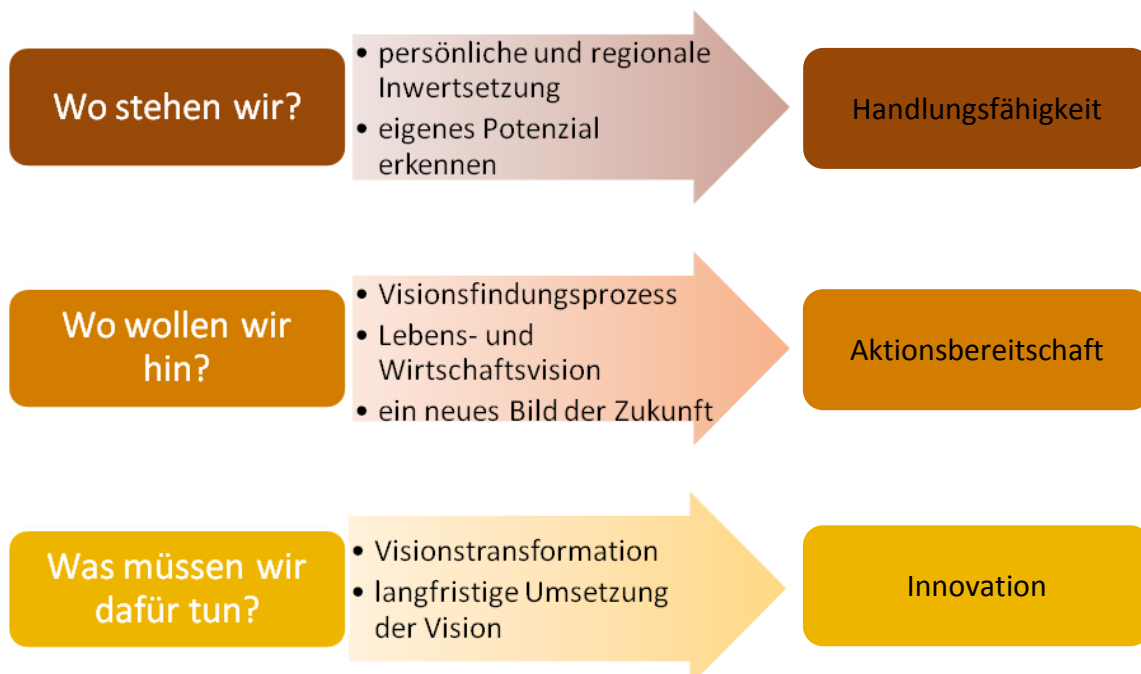 Wo stehen wir?
• persönliche und regionale
Inwertsetzung
• eigenes Potenzial
erkennen
Handlungsfähigkeit
Wo wollen wir
hin?
• Visionsfindungsprozess
• Lebens- und
Wirtschaftsvision
• ein neues Bild der Zukunft
Aktionsbereitschaft
Was müssen wir
dafür tun?
• Visionstransformation
• langfristige Umsetzung
der Vision
Innovation